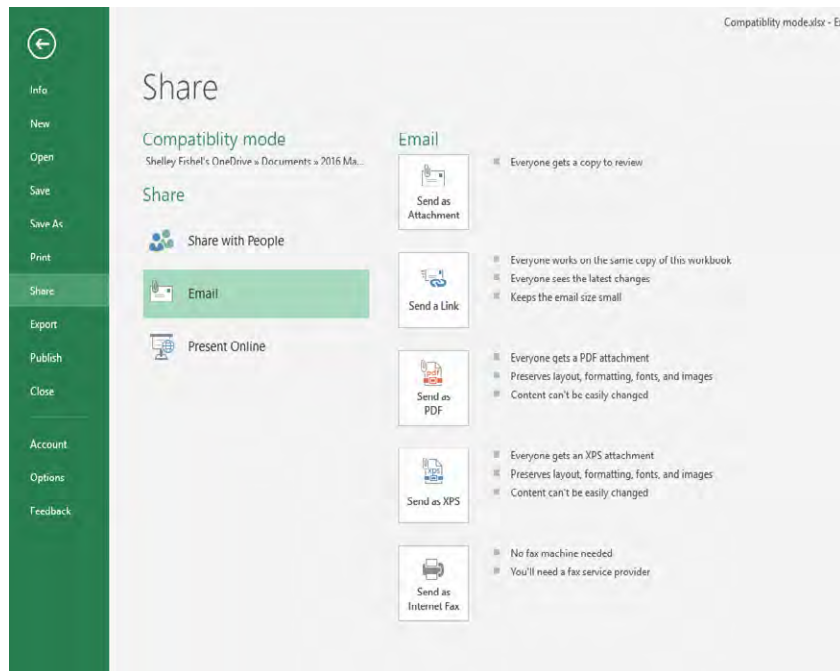 Compatiblity mode.xlsx - E
Info
New
Open
Save
Save As
Print
Share
Export
Publish
Close
Account
Options
Feedback
Share
Compatiblity mode
Shelley Fishel's OneDrive » Documents » 2016 Ma...
Share
Share with People
Email
Present Online
Email
Send as
Attachment
Everyone gets a copy to review
Send a Link
Everyone works on the same copy of this workbook
Everyone sees the latest changes
Keeps the email size small
Send as
PDF
Everyone gets a PDF attachment
Preserves layout, formatting, fonts, and images
Content can't be easily changed
Send as XPS
Everyone gets an XPS attachment
Preserves layout, formatting, fonts, and images
Content can't be easily changed
Send as
Internet Fax
No fax machine needed
You'll need a fax service provider